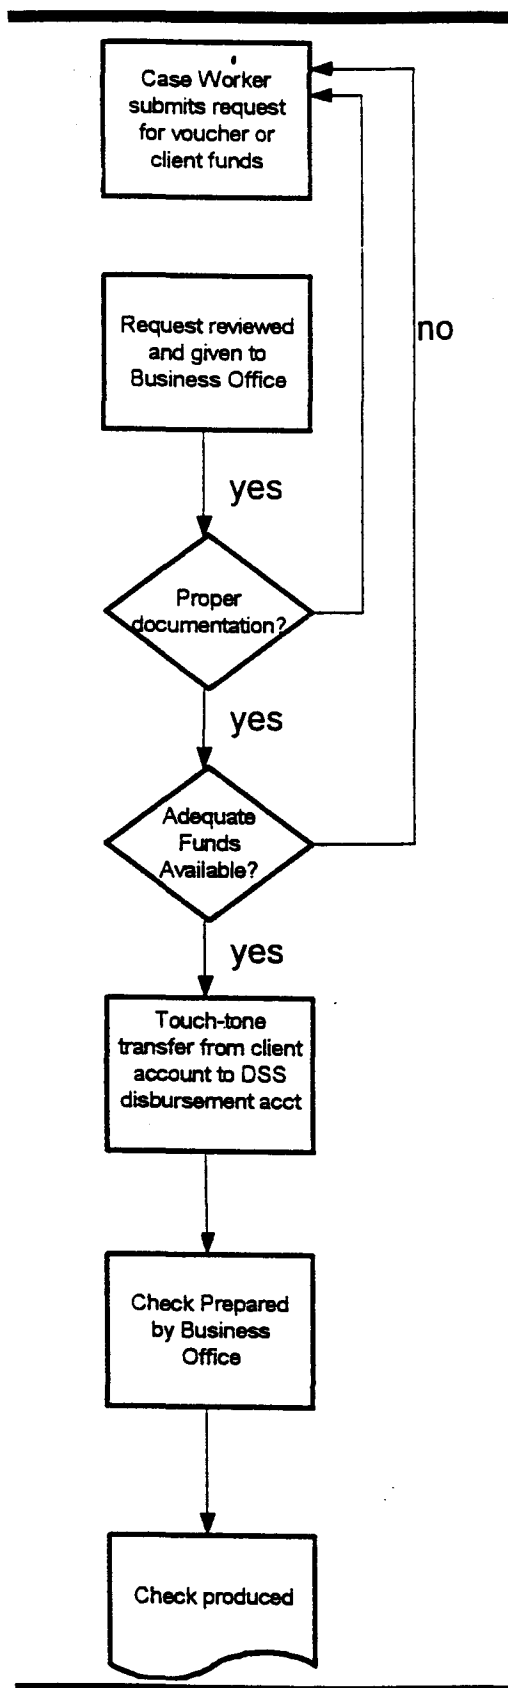 Case Worker
submits request
for voucher or
client funds
Request reviewed
and given to
Business Office
no
yes
Proper
documentation?
yes
Adequate
Funds
Available?
yes
Touch-tone
transfer from client
account to DSS
disbursement acct
Check Prepared
by Business
Office
Check produced